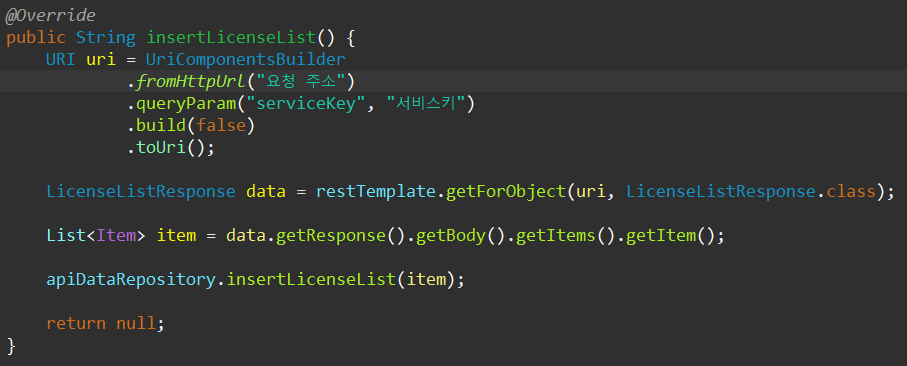 @Override
public String insertLicenseList() {
    URI uri = UriComponentsBuilder
            .fromHttpUrl("요청 주소")
            .queryParam("serviceKey", "서비스키")
            .build(false)
            .toUri();

    LicenseListResponse data = restTemplate.getForObject(uri, LicenseListResponse.class);

    List<Item> item = data.getResponse().getBody().getItems().getItem();

    apiDataRepository.insertLicenseList(item);

    return null;
}